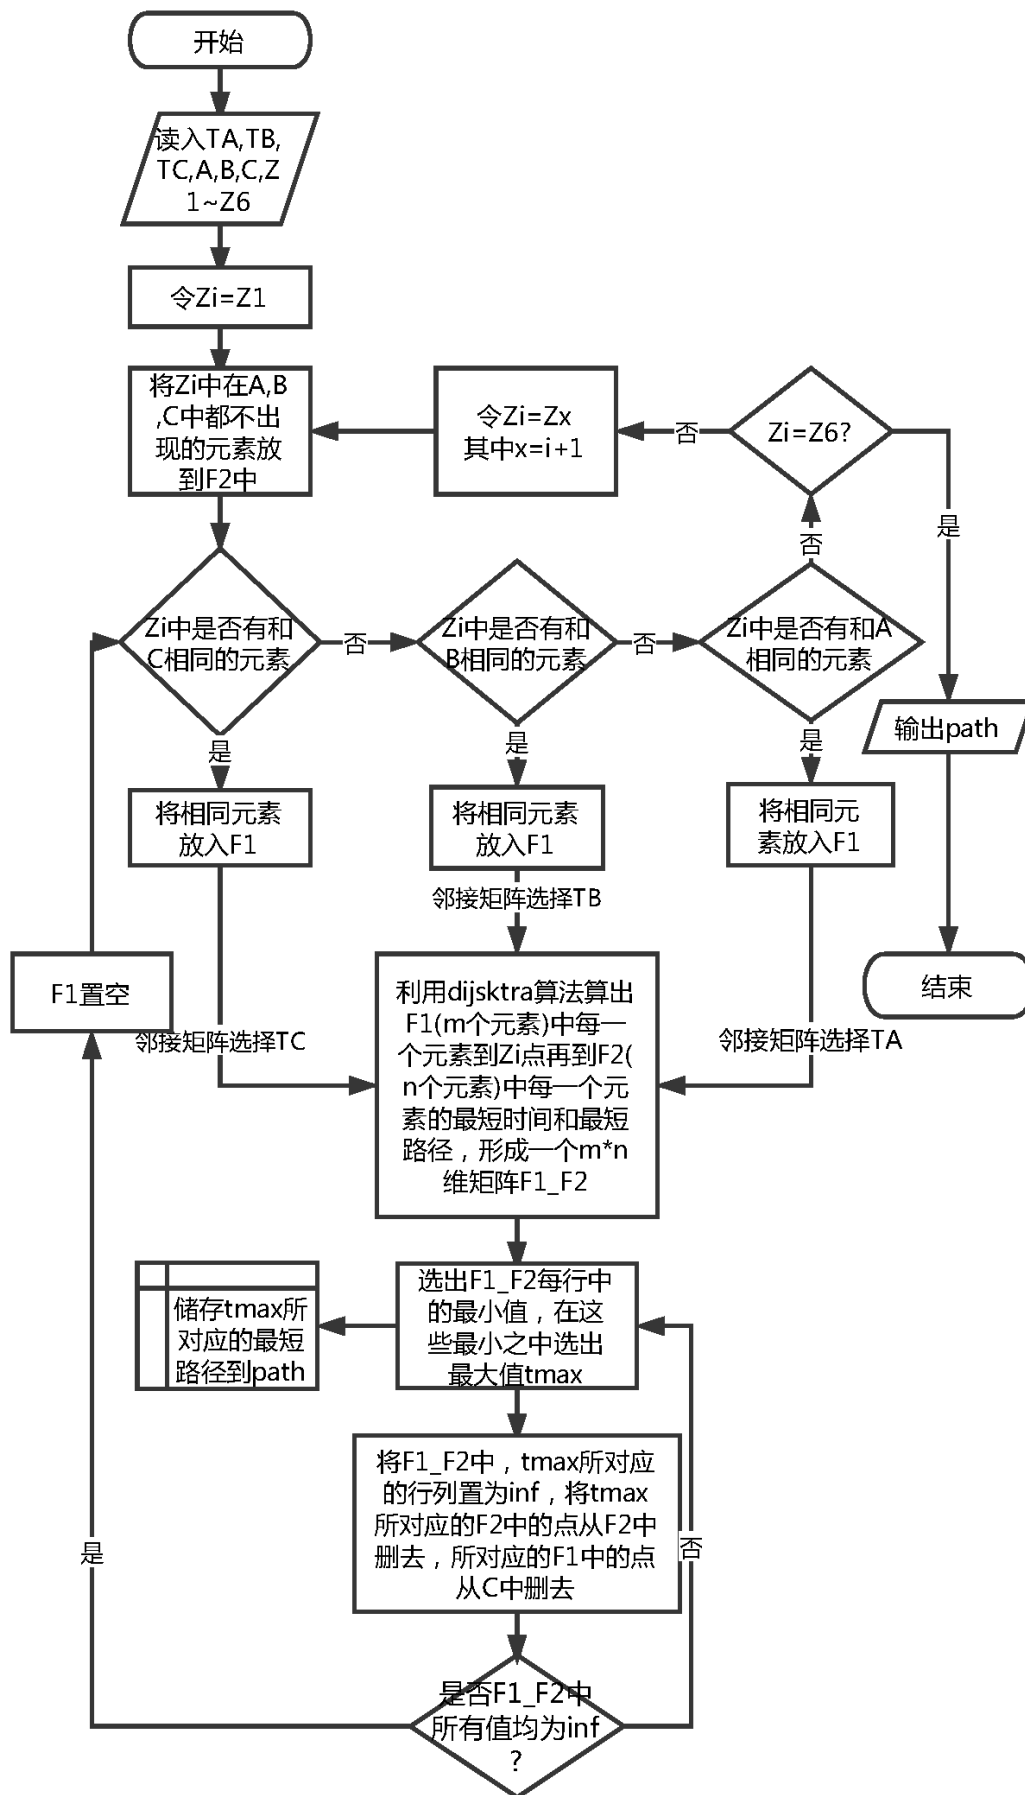 开始
读入TA,TB,
TC,A,B,C,Z
1~Z6
令Zi=Z1
将Zi中在A,B
,C中都不出
现的元素放
到F2中
令Zi=Zx
其中x=i+1
否
Zi=Z6?
是
否
Zi中是否有和
C相同的元素
否
Zi中是否有和
B相同的元素
否
Zi中是否有和A
相同的元素
输出path
是
是
是
将相同元素
放入F1
将相同元素
放入F1
将相同元
素放入F1
邻接矩阵选择TB
F1置空
结束
邻接矩阵选择TC
邻接矩阵选择TA
利用dijsktra算法算出
F1(m个元素)中每一
个元素到Zi点再到F2(
n个元素)中每一个元
素的最短时间和最短
路径，形成一个m*n
维矩阵F1_F2
选出F1_F2每行中
的最小值，在这
些最小之中选出
最大值tmax
储存tmax所
对应的最短
路径到path
将F1_F2中，tmax所对应
的行列置为inf，将tmax
所对应的F2中的点从F2中
删去，所对应的F1中的点
从C中删去
是
否
是否F1_F2中
所有值均为inf
?